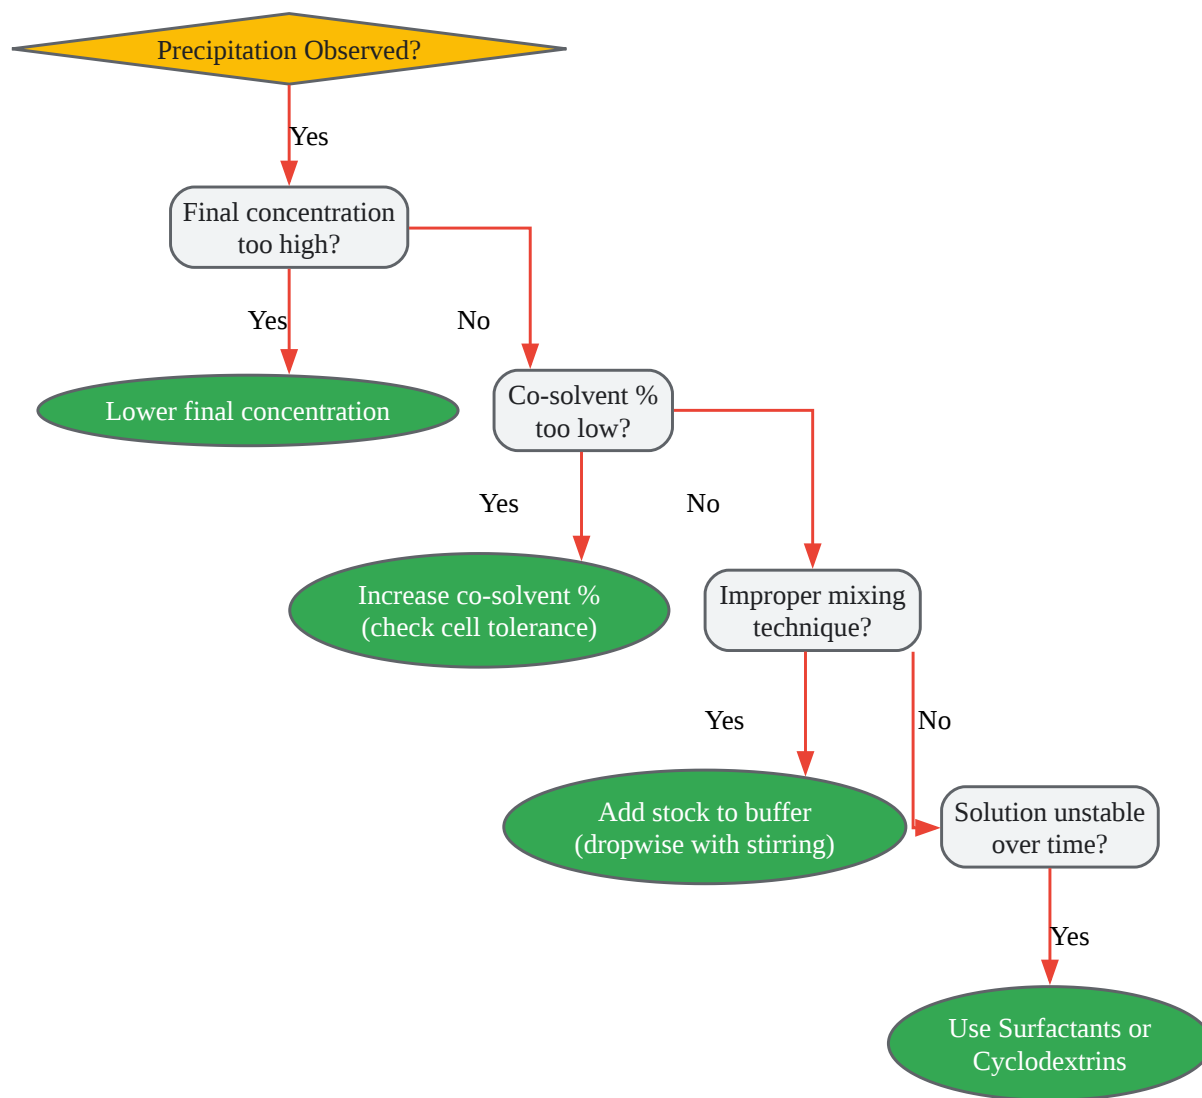 Precipitation Observed?
Yes
Final concentration
too high?
Yes
No
Lower final concentration
Co-solvent %
too low?
Yes
No
Increase co-solvent %
(check cell tolerance)
Improper mixing
technique?
Yes
No
Add stock to buffer
(dropwise with stirring)
Solution unstable
over time?
Yes
Use Surfactants or
Cyclodextrins